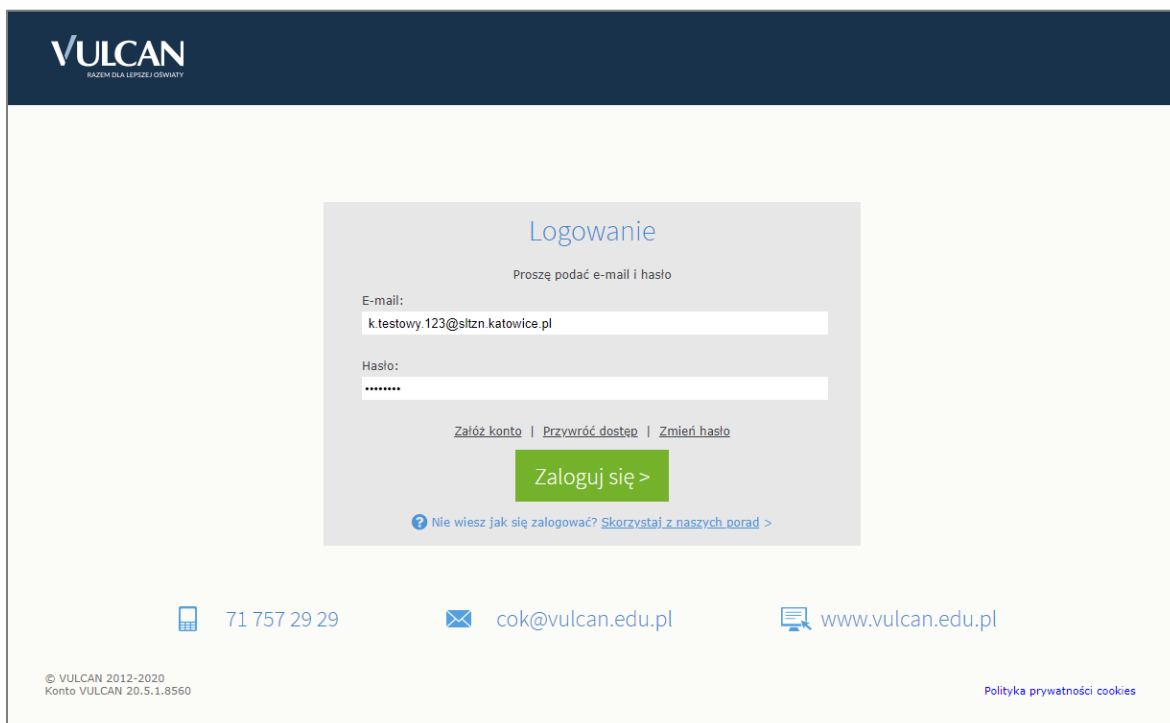 VULCAN
RAZEM DLA LEPSZEJ OŚWIATY
Logowanie
Proszę podać e-mail i hasło
E-mail:
k.testowy.123@sltzn.katowice.pl
Hasło:
••••••••
Załóż konto | Przywróć dostęp | Zmień hasło
Zaloguj się >
? Nie wiesz jak się zalogować? Skorzystaj z naszych porad >
71 757 29 29
cok@vulcan.edu.pl
www.vulcan.edu.pl
© VULCAN 2012-2020
Konto VULCAN 20.5.1.8560
Polityka prywatności cookies